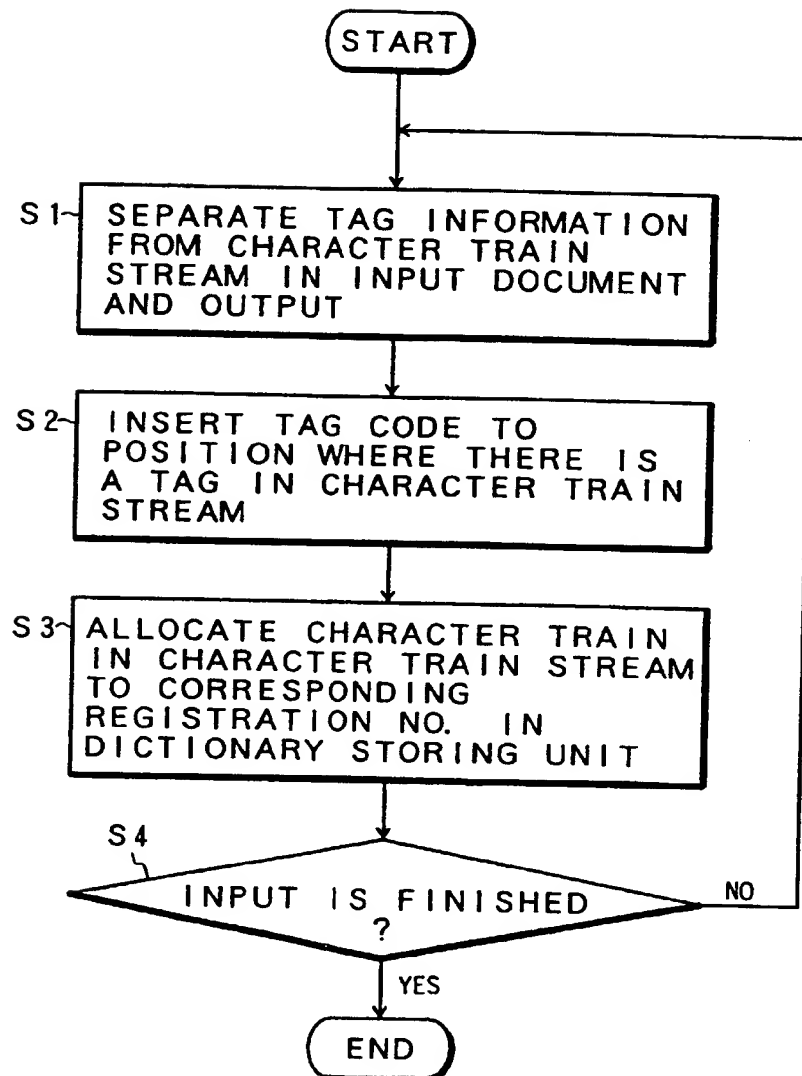 START
S1
SEPARATE TAG INFORMATION
FROM CHARACTER TRAIN
STREAM IN INPUT DOCUMENT
AND OUTPUT
S2
INSERT TAG CODE TO
POSITION WHERE THERE IS
A TAG IN CHARACTER TRAIN
STREAM
S3
ALLOCATE CHARACTER TRAIN
IN CHARACTER TRAIN STREAM
TO CORRESPONDING
REGISTRATION NO. IN
DICTIONARY STORING UNIT
S4
INPUT IS FINISHED
?
NO
YES
END